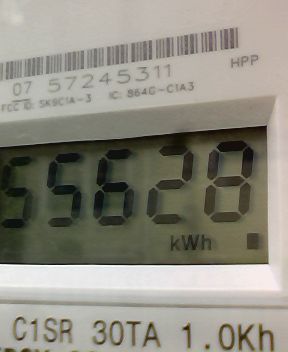 07 57245311
HPP
FCC ID: SK9C1A-3 IC: 864G-C1A3
55628
kWh
C1SR 30TA 1.0Kh